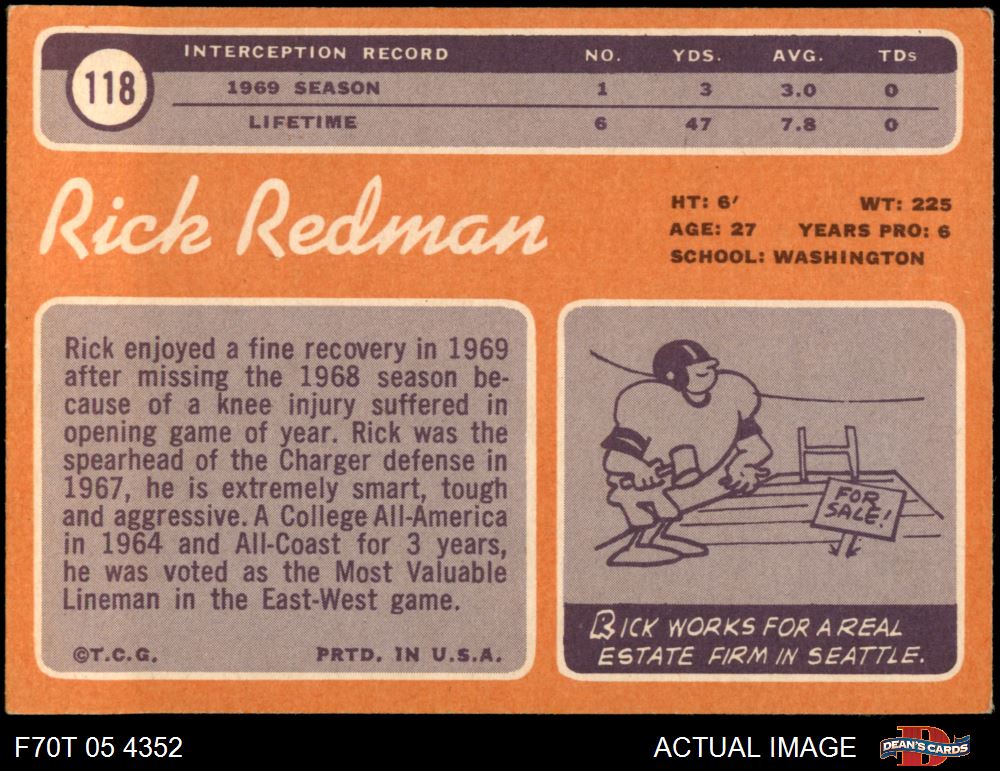 118
INTERCEPTION RECORD NO. YDS. AVG. TDs
1969 SEASON 1 3 3.0 0
LIFETIME 6 47 7.8 0
Rick Redman
HT: 6′ WT: 225
AGE: 27 YEARS PRO: 6
SCHOOL: WASHINGTON
Rick enjoyed a fine recovery in 1969
after missing the 1968 season be-
cause of a knee injury suffered in
opening game of year. Rick was the
spearhead of the Charger defense in
1967, he is extremely smart, tough
and aggressive. A College All-America
in 1964 and All-Coast for 3 years,
he was voted as the Most Valuable
Lineman in the East-West game.
©T.C.G. PRTD. IN U.S.A.
FOR
SALE!
RICK WORKS FOR A REAL
ESTATE FIRM IN SEATTLE.
F70T 05 4352 ACTUAL IMAGE D DEAN'S CARDS